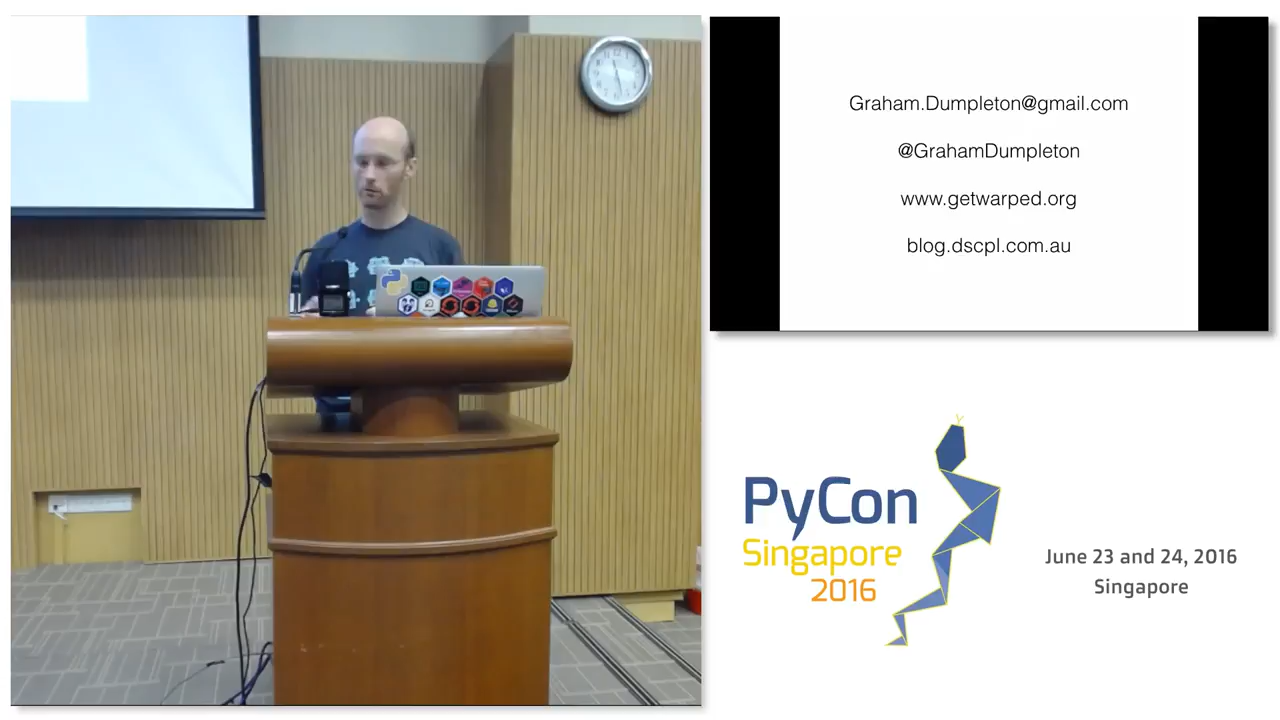 Graham.Dumpleton@gmail.com
@GrahamDumpleton
www.getwarped.org
blog.dscpl.com.au
PyCon
Singapore
2016
June 23 and 24, 2016
Singapore